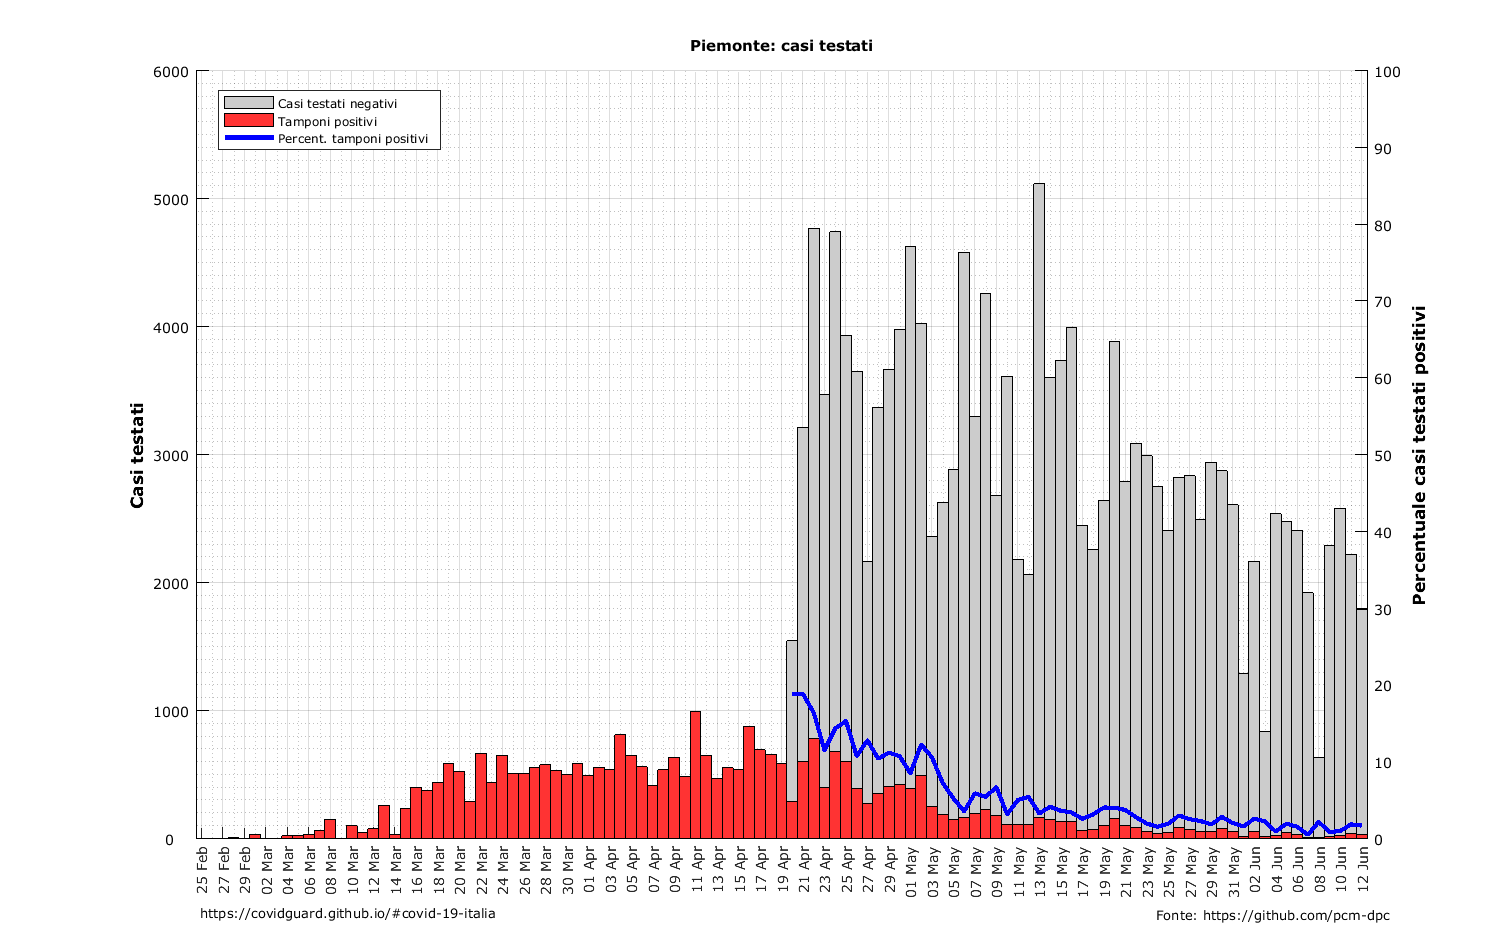 Piemonte: casi testati
6000
5000
4000
3000
2000
1000
0
Casi testati
Casi testati negativi
Tamponi positivi
Percent. tamponi positivi
100
90
80
70
60
50
40
30
20
10
0
Percentuale casi testati positivi
25 Feb
27 Feb
29 Feb
02 Mar
04 Mar
06 Mar
08 Mar
10 Mar
12 Mar
14 Mar
16 Mar
18 Mar
20 Mar
22 Mar
24 Mar
26 Mar
28 Mar
30 Mar
01 Apr
03 Apr
05 Apr
07 Apr
09 Apr
11 Apr
13 Apr
15 Apr
17 Apr
19 Apr
21 Apr
23 Apr
25 Apr
27 Apr
29 Apr
01 May
03 May
05 May
07 May
09 May
11 May
13 May
15 May
17 May
19 May
21 May
23 May
25 May
27 May
29 May
31 May
02 Jun
04 Jun
06 Jun
08 Jun
10 Jun
12 Jun
https://covidguard.github.io/#covid-19-italia
Fonte: https://github.com/pcm-dpc